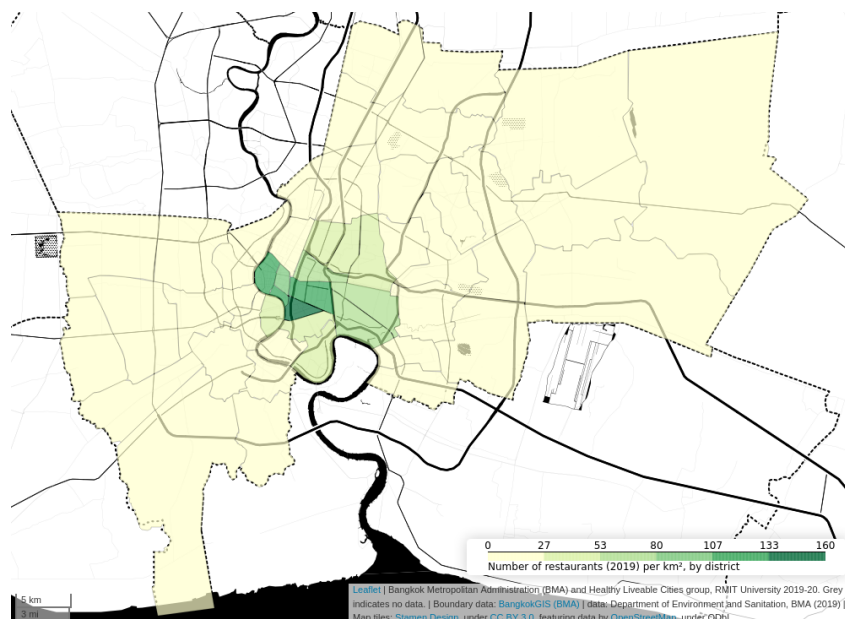 0 27 53 80 107 133 160
Number of restaurants (2019) per km², by district
5 km
3 mi
Leaflet | Bangkok Metropolitan Administration (BMA) and Healthy Liveable Cities group, RMIT University 2019-20. Grey
indicates no data. | Boundary data: BangkokGIS (BMA) | data: Department of Environment and Sanitation, BMA (2019) |
Map tiles: Stamen Design, under CC BY 3.0, featuring data by OpenStreetMap, under ODbL